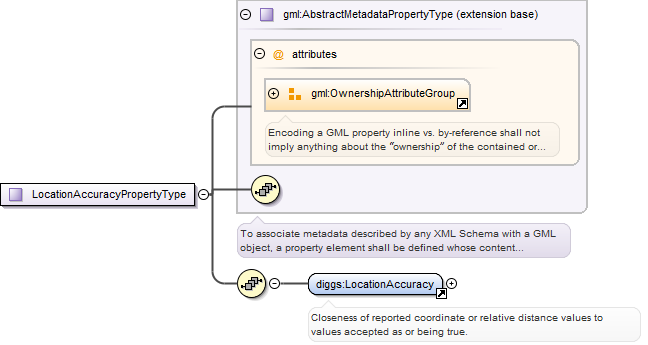 gml:AbstractMetadataPropertyType (extension base)
@ attributes
gml:OwnershipAttributeGroup
Encoding a GML property inline vs. by-reference shall not
imply anything about the "ownership" of the contained or...
LocationAccuracyPropertyType
To associate metadata described by any XML Schema with a GML
object, a property element shall be defined whose content...
diggs:LocationAccuracy
Closeness of reported coordinate or relative distance values to
values accepted as or being true.